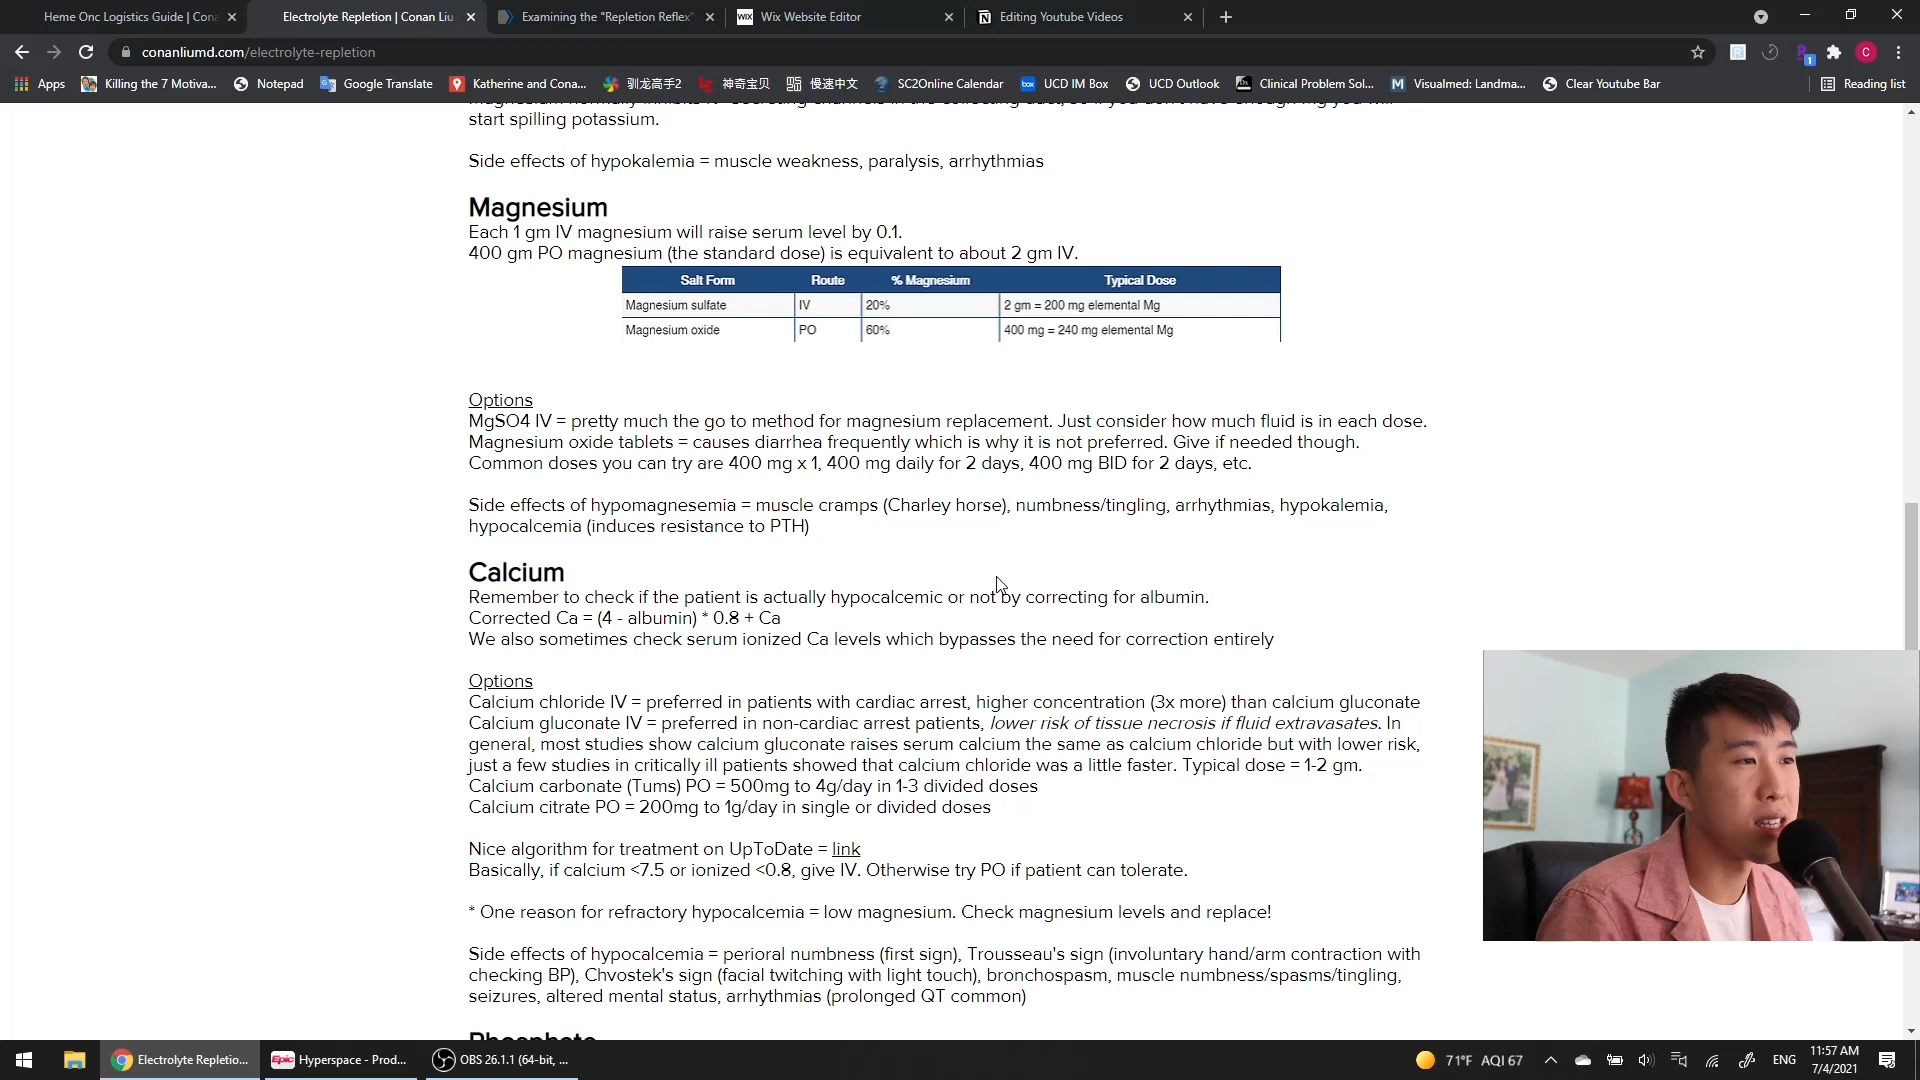 Heme Onc Logistics Guide | Cona
Electrolyte Repletion | Conan Liu
Examining the "Repletion Reflex"
Wix Website Editor
Editing Youtube Videos
conanliumd.com/electrolyte-repletion
Apps
Killing the 7 Motiva...
Notepad
Google Translate
Katherine and Cona...
驯龙高手2
神奇宝贝
慢速中文
SC2Online Calendar
UCD IM Box
UCD Outlook
Clinical Problem Sol...
Visualmed: Landma...
Clear Youtube Bar
Reading list
start spilling potassium.
Side effects of hypokalemia = muscle weakness, paralysis, arrhythmias
Magnesium
Each 1 gm IV magnesium will raise serum level by 0.1.
400 gm PO magnesium (the standard dose) is equivalent to about 2 gm IV.
Salt Form Route % Magnesium Typical Dose
Magnesium sulfate IV 20% 2 gm = 200 mg elemental Mg
Magnesium oxide PO 60% 400 mg = 240 mg elemental Mg
Options
MgSO4 IV = pretty much the go to method for magnesium replacement. Just consider how much fluid is in each dose.
Magnesium oxide tablets = causes diarrhea frequently which is why it is not preferred. Give if needed though.
Common doses you can try are 400 mg x 1, 400 mg daily for 2 days, 400 mg BID for 2 days, etc.
Side effects of hypomagnesemia = muscle cramps (Charley horse), numbness/tingling, arrhythmias, hypokalemia,
hypocalcemia (induces resistance to PTH)
Calcium
Remember to check if the patient is actually hypocalcemic or not by correcting for albumin.
Corrected Ca = (4 - albumin) * 0.8 + Ca
We also sometimes check serum ionized Ca levels which bypasses the need for correction entirely
Options
Calcium chloride IV = preferred in patients with cardiac arrest, higher concentration (3x more) than calcium gluconate
Calcium gluconate IV = preferred in non-cardiac arrest patients, lower risk of tissue necrosis if fluid extravasates. In
general, most studies show calcium gluconate raises serum calcium the same as calcium chloride but with lower risk,
just a few studies in critically ill patients showed that calcium chloride was a little faster. Typical dose = 1-2 gm.
Calcium carbonate (Tums) PO = 500mg to 4g/day in 1-3 divided doses
Calcium citrate PO = 200mg to 1g/day in single or divided doses
Nice algorithm for treatment on UpToDate = link
Basically, if calcium <7.5 or ionized <0.8, give IV. Otherwise try PO if patient can tolerate.
* One reason for refractory hypocalcemia = low magnesium. Check magnesium levels and replace!
Side effects of hypocalcemia = perioral numbness (first sign), Trousseau's sign (involuntary hand/arm contraction with
checking BP), Chvostek's sign (facial twitching with light touch), bronchospasm, muscle numbness/spasms/tingling,
seizures, altered mental status, arrhythmias (prolonged QT common)
Phosphate
Electrolyte Repletio...
Epic
Hyperspace - Prod...
OBS 26.1.1 (64-bit, ...
71°F AQI 67
ENG
11:57 AM
7/4/2021